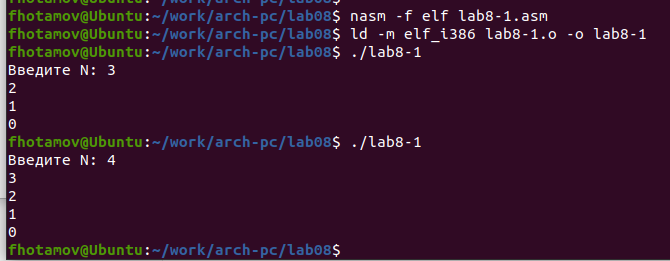 fhotamov@Ubuntu:~/work/arch-pc/lab08$ nasm -f elf lab8-1.asm
fhotamov@Ubuntu:~/work/arch-pc/lab08$ ld -m elf_i386 lab8-1.o -o lab8-1
fhotamov@Ubuntu:~/work/arch-pc/lab08$ ./lab8-1
Введите N: 3
2
1
0
fhotamov@Ubuntu:~/work/arch-pc/lab08$ ./lab8-1
Введите N: 4
3
2
1
0
fhotamov@Ubuntu:~/work/arch-pc/lab08$